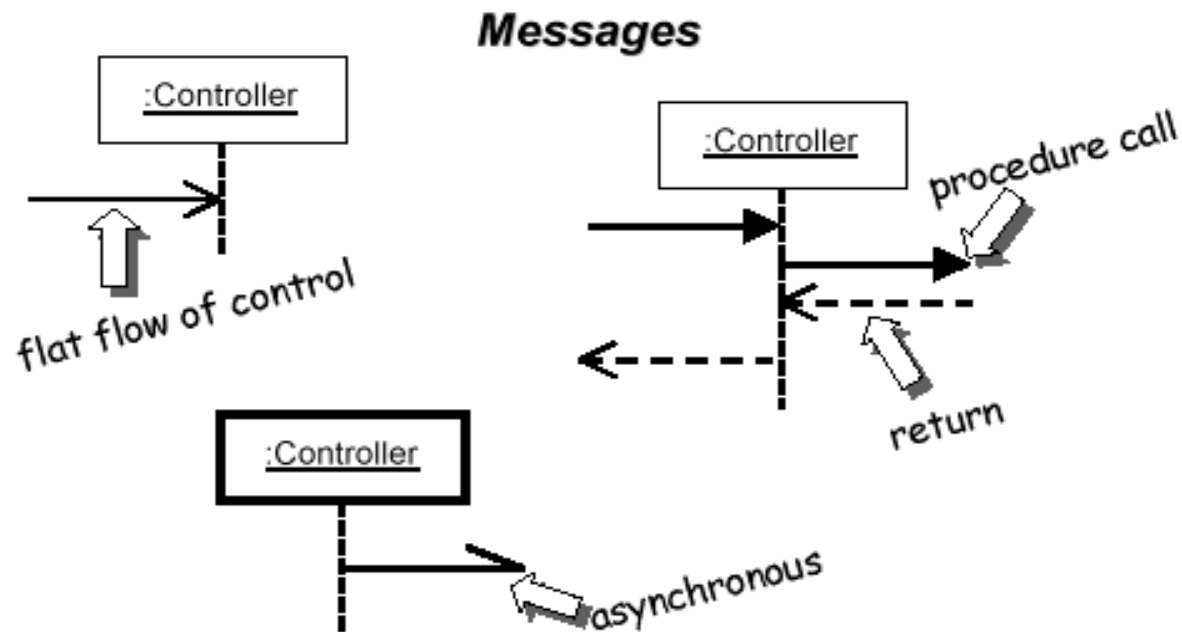 Messages
:Controller
flat flow of control
:Controller
procedure call
return
:Controller
asynchronous